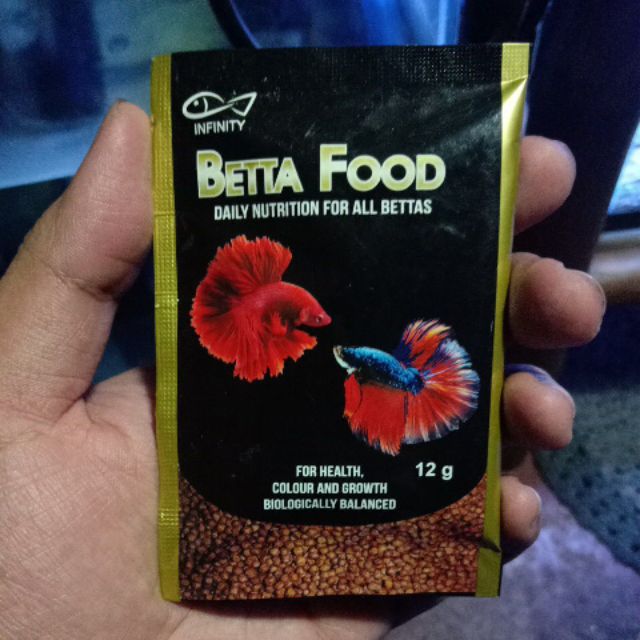 INFINITY
BETTA FOOD
DAILY NUTRITION FOR ALL BETTAS
FOR HEALTH,
COLOUR AND GROWTH
BIOLOGICALLY BALANCED
12 g